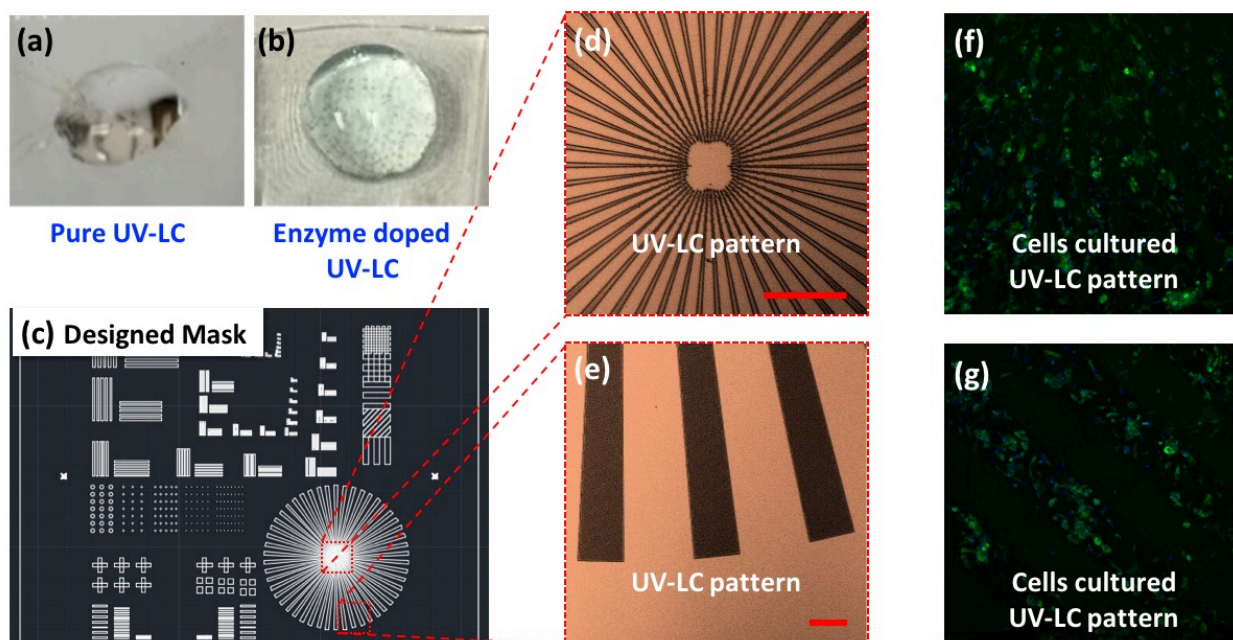 (a)
Pure UV-LC
(b)
Enzyme doped
UV-LC
(c) Designed Mask
(d)
UV-LC pattern
(e)
UV-LC pattern
(f)
Cells cultured
UV-LC pattern
(g)
Cells cultured
UV-LC pattern